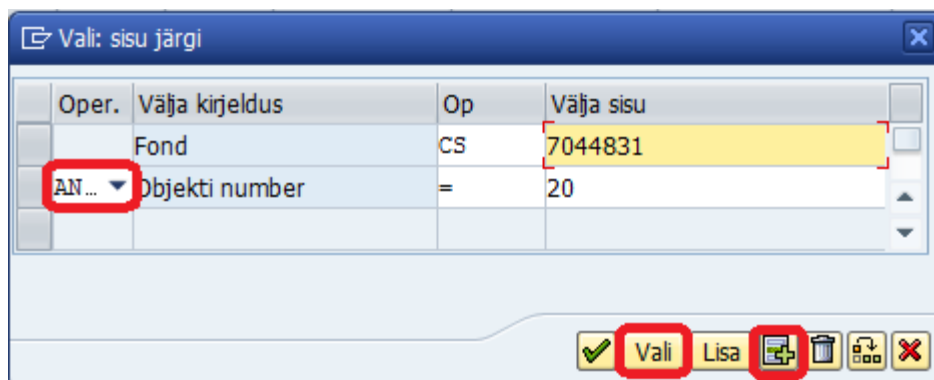 Vali: sisu järgi
Oper. Välja kirjeldus Op Välja sisu
Fond CS 7044831
AN... Objekti number = 20
Vali Lisa